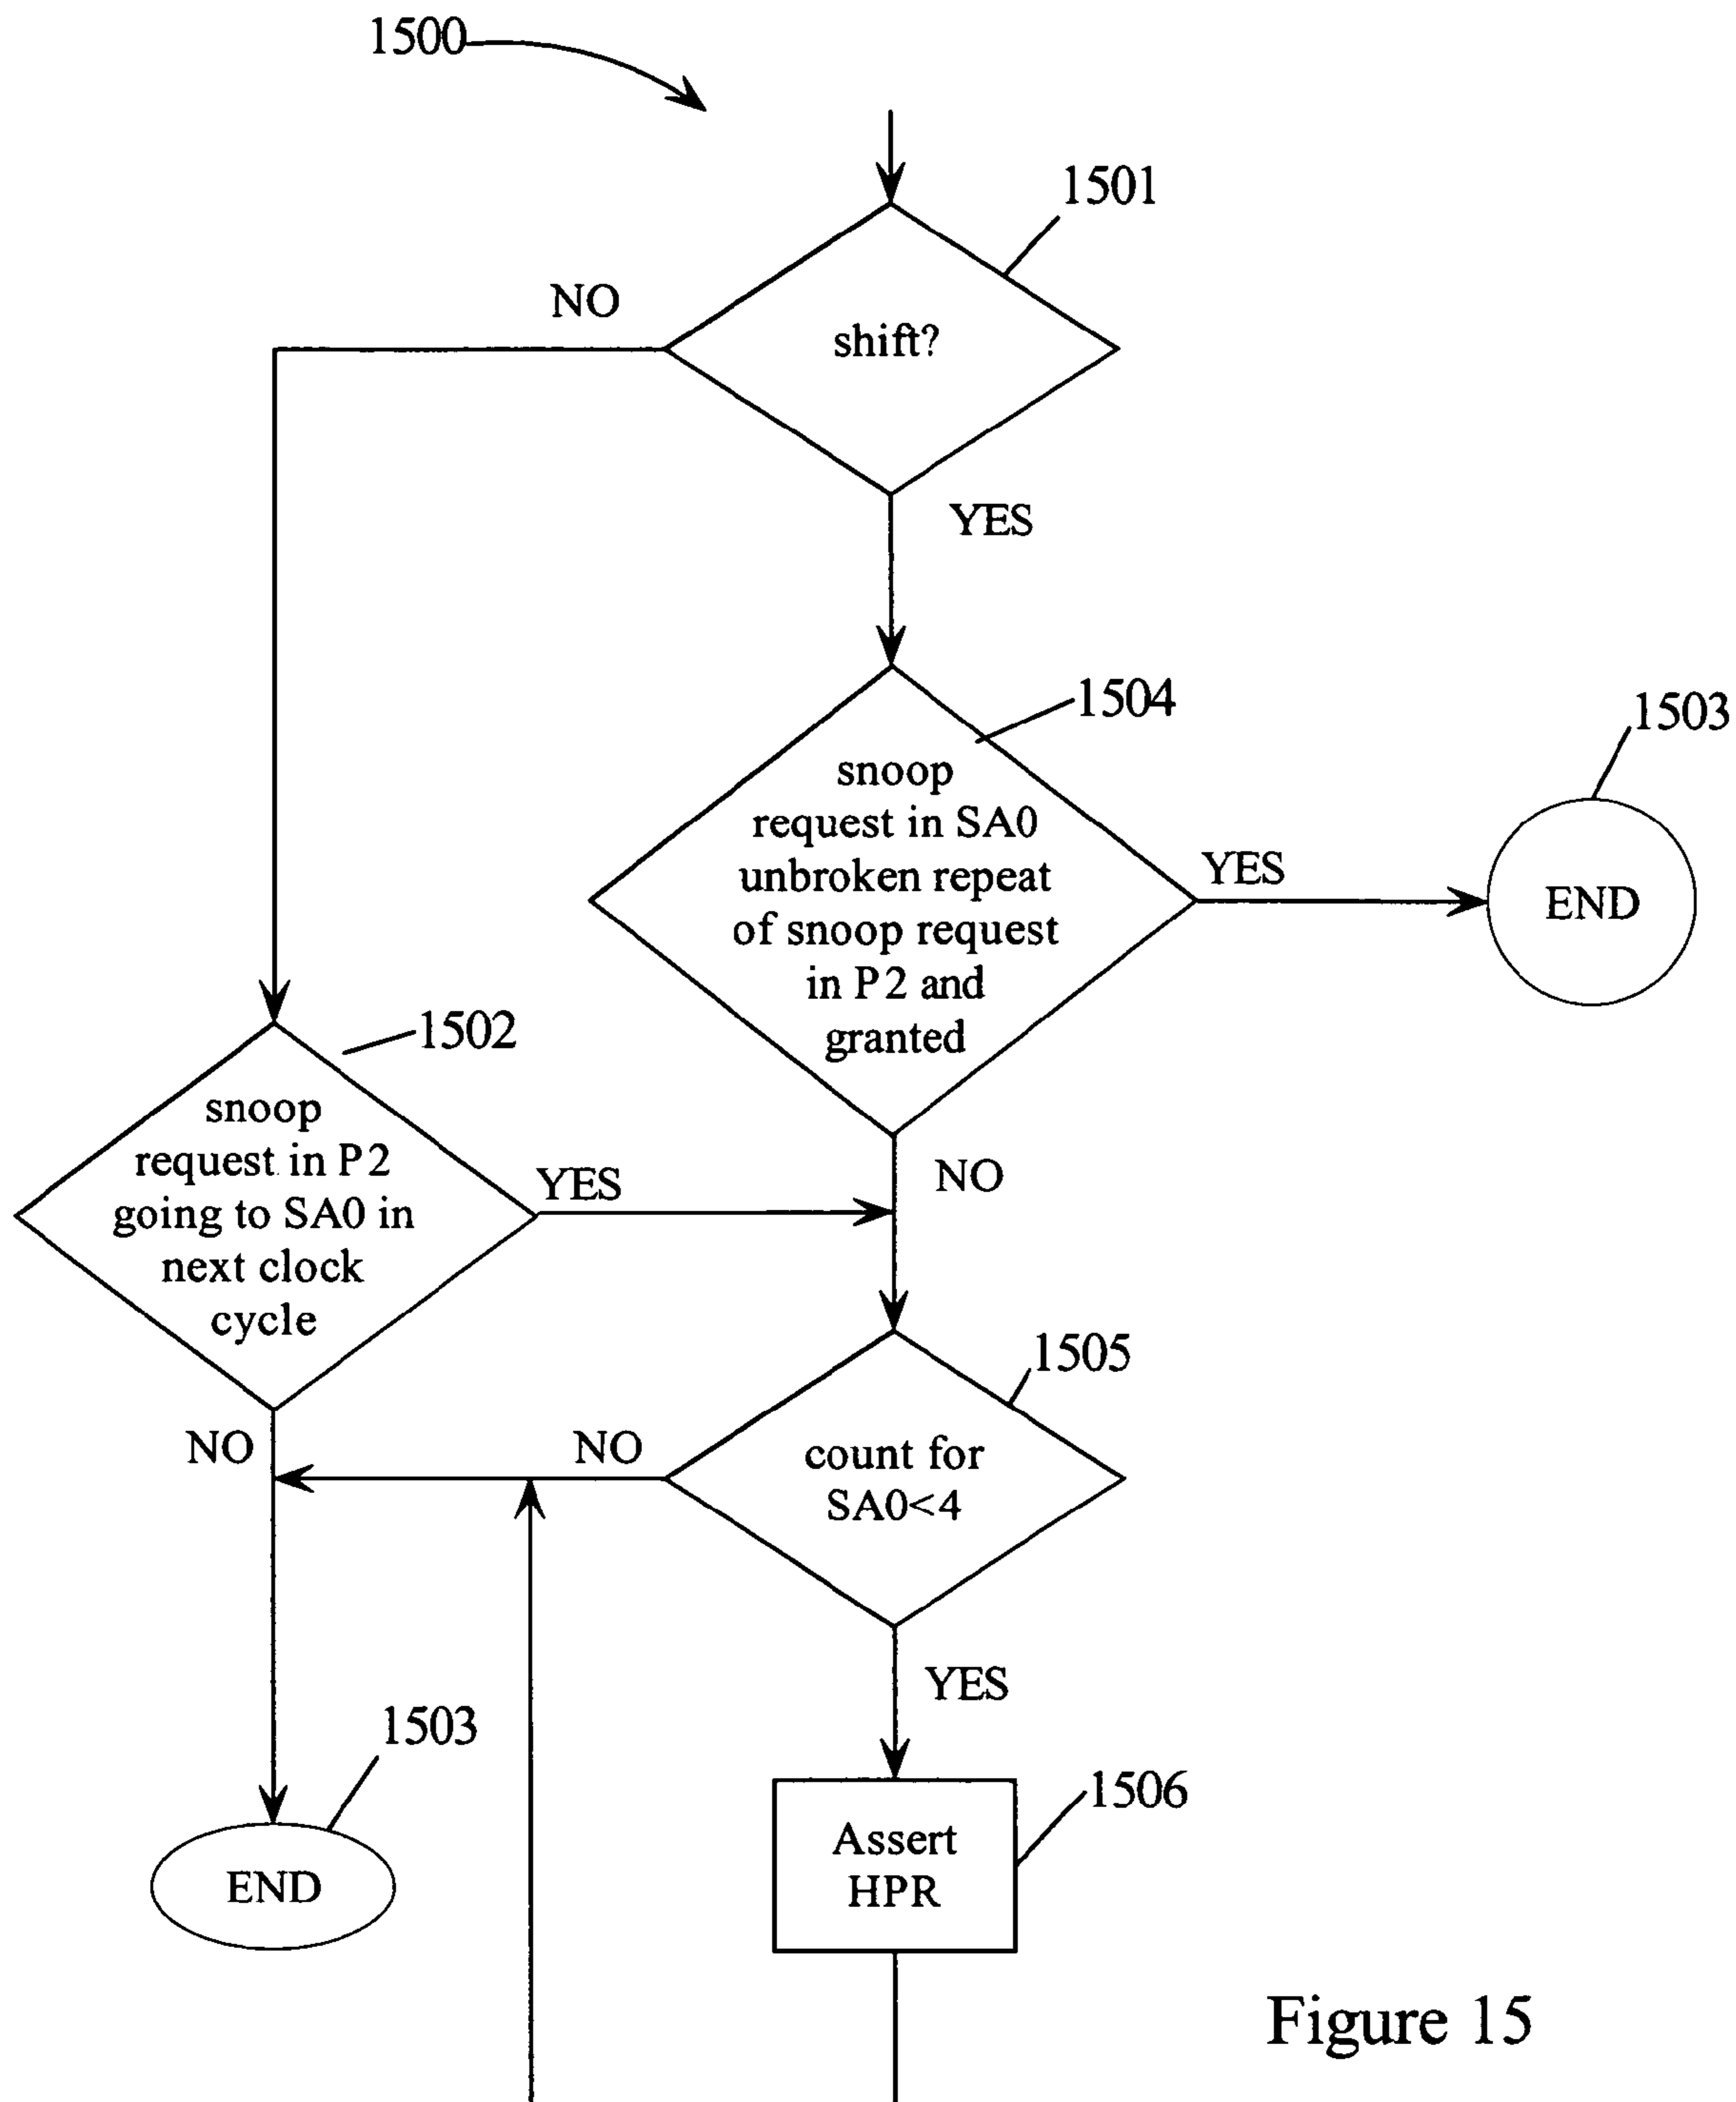 1500
1501
NO
shift?
YES
1504
1503
snoop
request in SA0
unbroken repeat
of snoop request
in P2 and
granted
YES
END
1502
snoop
request in P2
going to SA0 in
next clock
cycle
YES
NO
1505
NO
NO
count for
SA0<4
YES
1503
1506
END
Assert
HPR
Figure 15